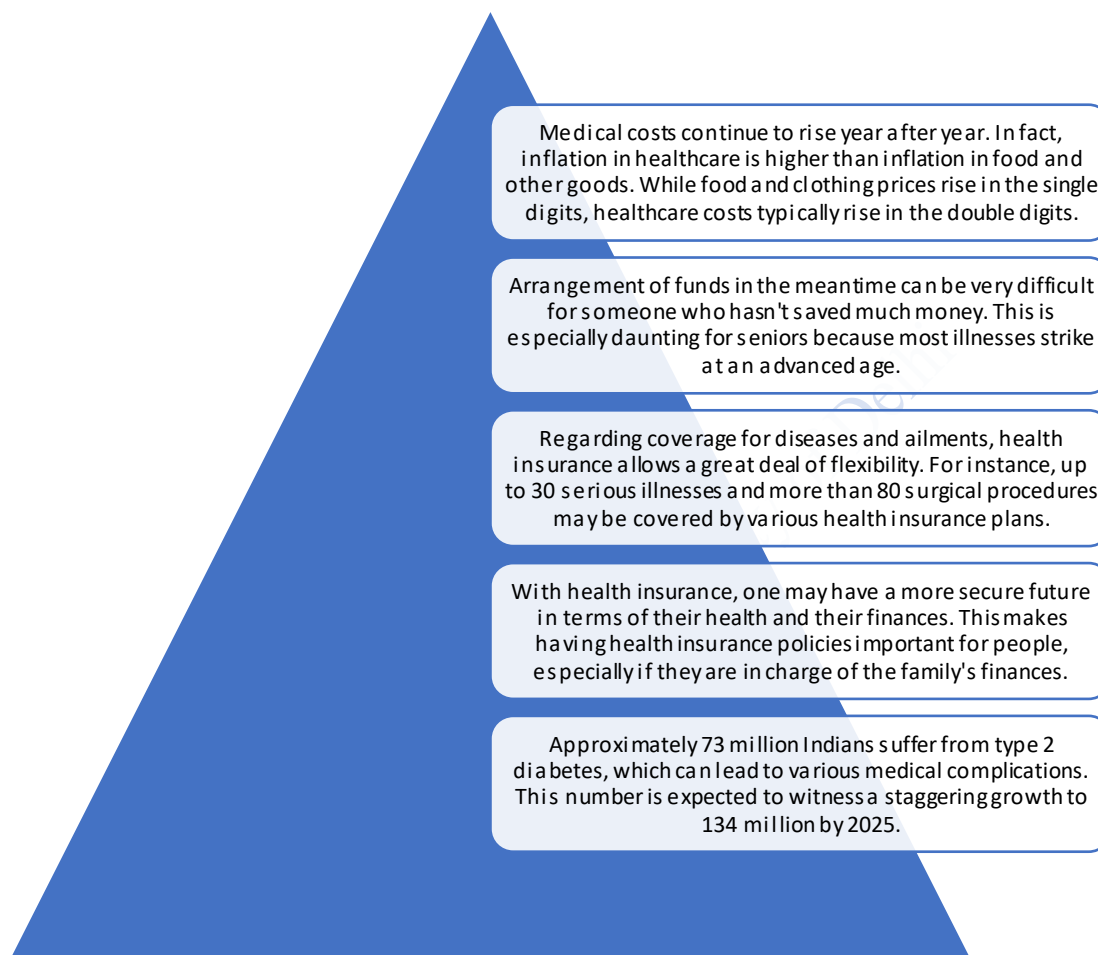 Medical costs continue to rise year after year. In fact,
inflation in healthcare is higher than inflation in food and
other goods. While food and clothing prices rise in the single
digits, healthcare costs typically rise in the double digits.
Arrangement of funds in the meantime can be very difficult
for someone who hasn't saved much money. This is
especially daunting for seniors because most illnesses strike
at an advanced age.
Regarding coverage for diseases and ailments, health
insurance allows a great deal of flexibility. For instance, up
to 30 serious illnesses and more than 80 surgical procedures
may be covered by various health insurance plans.
With health insurance, one may have a more secure future
in terms of their health and their finances. This makes
having health insurance policies important for people,
especially if they are in charge of the family's finances.
Approximately 73 million Indians suffer from type 2
diabetes, which can lead to various medical complications.
This number is expected to witness a staggering growth to
134 million by 2025.